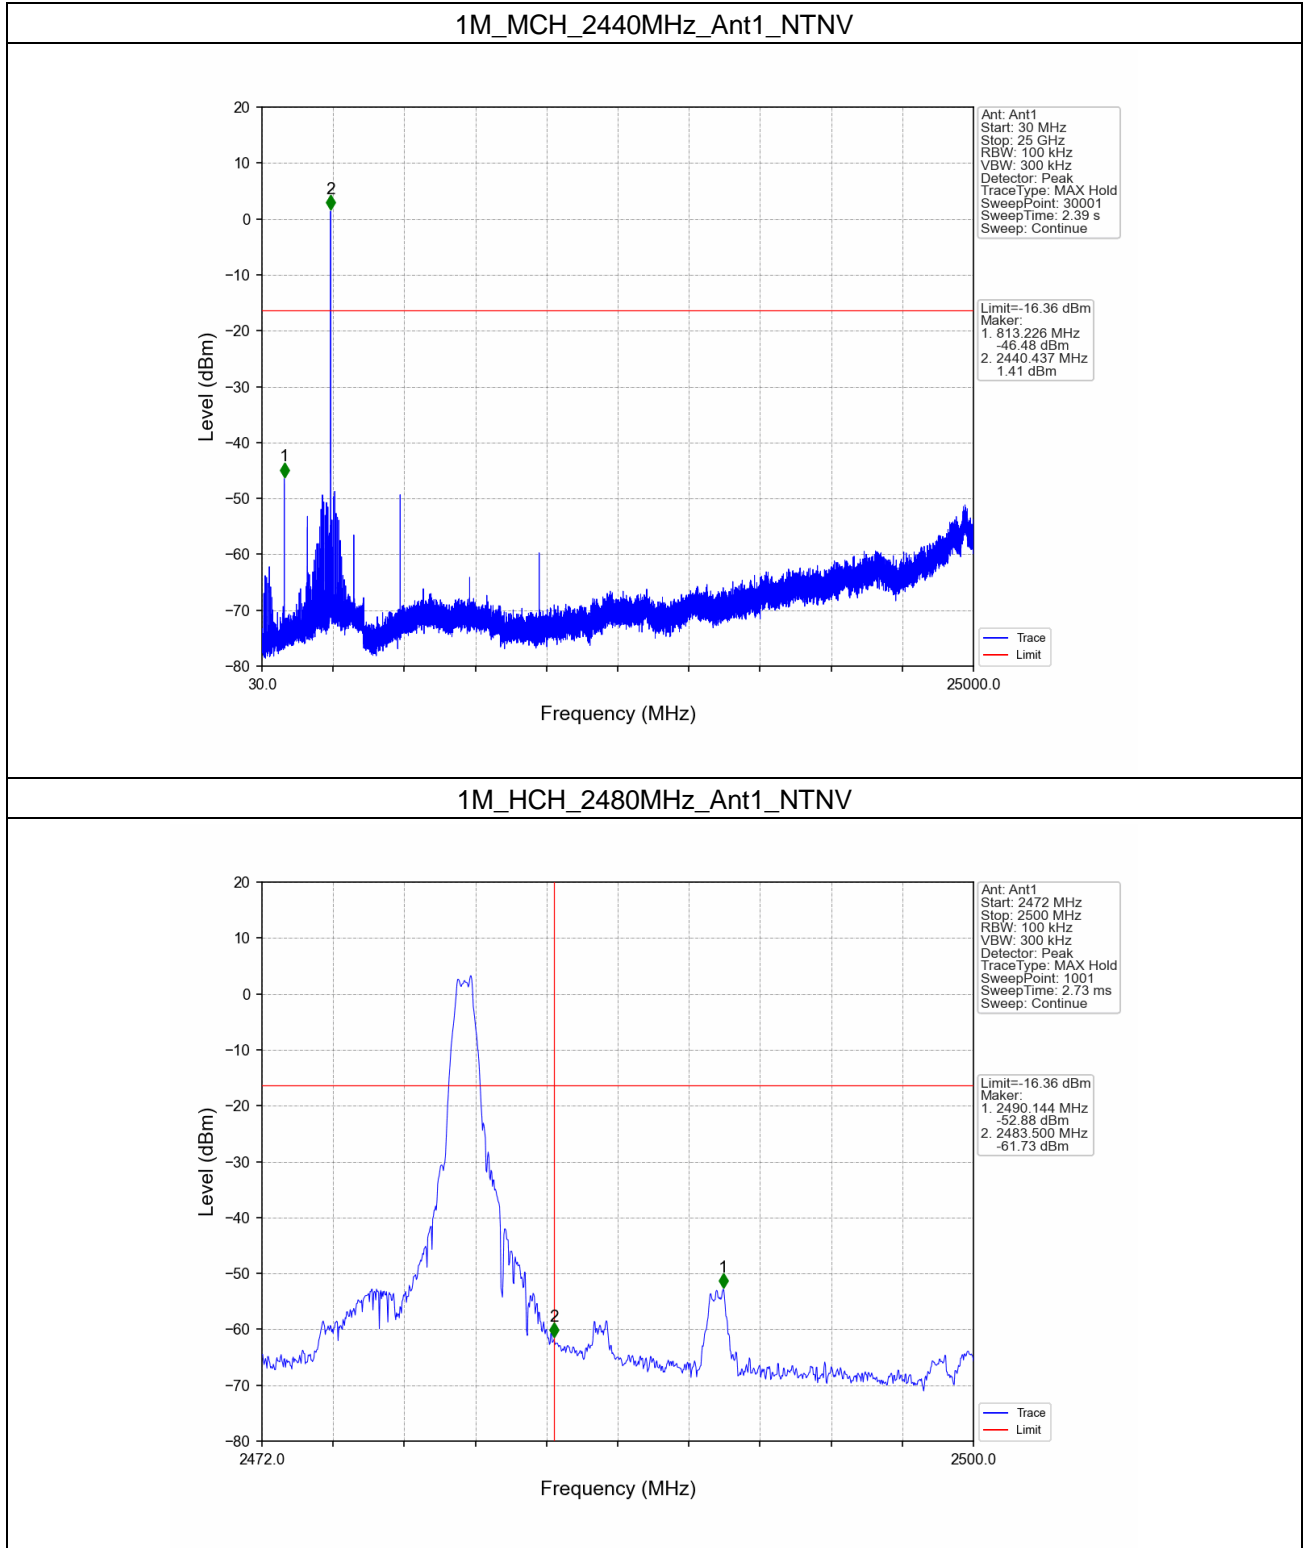 1M_MCH_2440MHz_Ant1_NTNV
20
10
0
−10
−20
−30
−40
−50
−60
−70
−80
Level (dBm)
2
1
30.0
25000.0
Frequency (MHz)
Ant: Ant1
Start: 30 MHz
Stop: 25 GHz
RBW: 100 kHz
VBW: 300 kHz
Detector: Peak
TraceType: MAX Hold
SweepPoint: 30001
SweepTime: 2.39 s
Sweep: Continue
Limit=-16.36 dBm
Maker:
1. 813.226 MHz
-46.48 dBm
2. 2440.437 MHz
1.41 dBm
Trace
Limit
1M_HCH_2480MHz_Ant1_NTNV
20
10
0
−10
−20
−30
−40
−50
−60
−70
−80
Level (dBm)
1
2
2472.0
2500.0
Frequency (MHz)
Ant: Ant1
Start: 2472 MHz
Stop: 2500 MHz
RBW: 100 kHz
VBW: 300 kHz
Detector: Peak
TraceType: MAX Hold
SweepPoint: 1001
SweepTime: 2.73 ms
Sweep: Continue
Limit=-16.36 dBm
Maker:
1. 2490.144 MHz
-52.88 dBm
2. 2483.500 MHz
-61.73 dBm
Trace
Limit